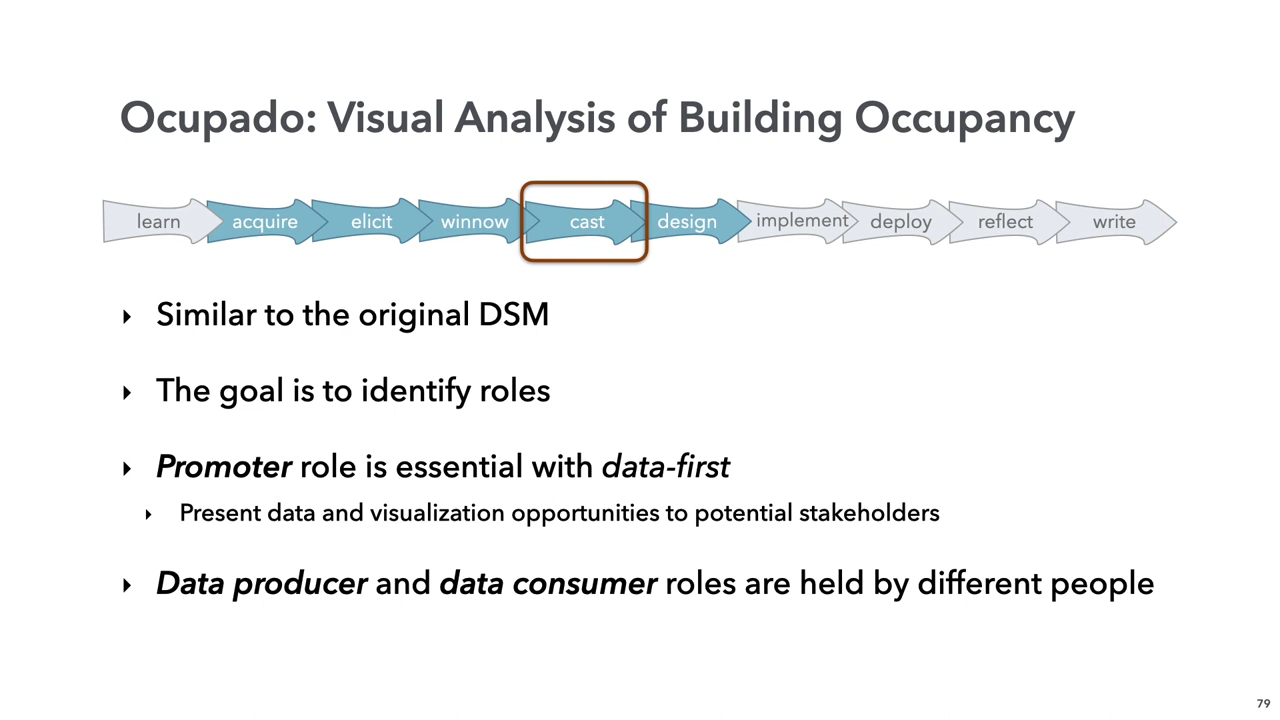 Ocupado: Visual Analysis of Building Occupancy
learn acquire elicit winnow cast design implement deploy reflect write
Similar to the original DSM
The goal is to identify roles
Promoter role is essential with data-first
Present data and visualization opportunities to potential stakeholders
Data producer and data consumer roles are held by different people
79